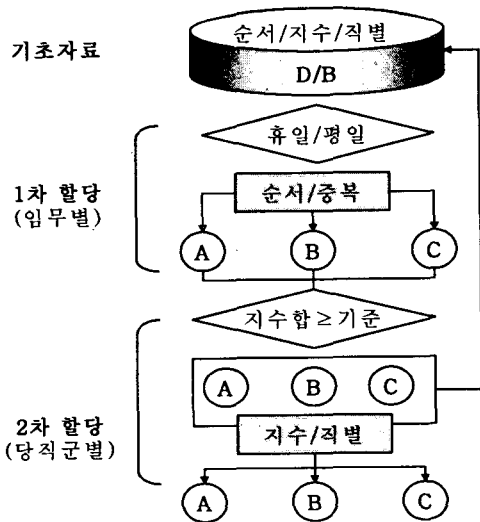 순서/지수/직별
기초자료
D/B
휴일/평일
1차 할당
(임무별)
순서/중복
A B C
지수합≥기준
A B C
2차 할당
(당직군별)
지수/직별
A B C